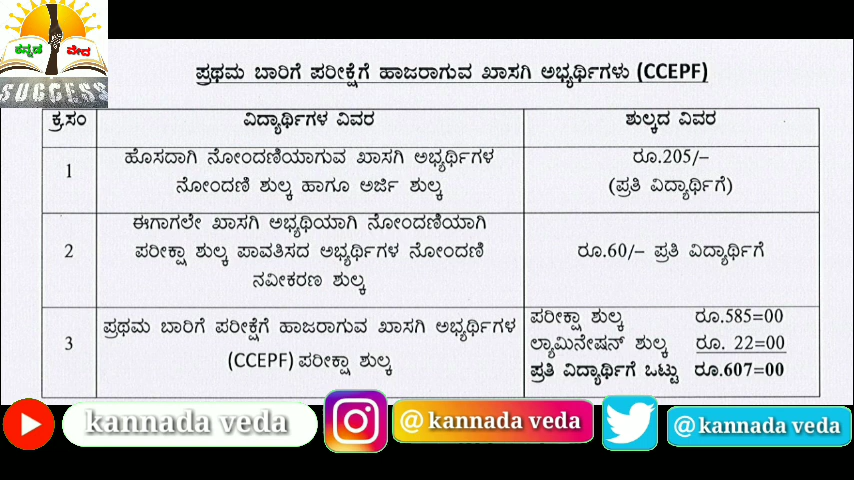 ಕನ್ನಡ ವೇದ
SUCCESS
ಪ್ರಥಮ ಬಾರಿಗೆ ಪರೀಕ್ಷೆಗೆ ಹಾಜರಾಗುವ ಖಾಸಗಿ ಅಭ್ಯರ್ಥಿಗಳು (CCEPF)
ಕ್ರ.ಸಂ ವಿದ್ಯಾರ್ಥಿಗಳ ವಿವರ ಶುಲ್ಕದ ವಿವರ
1 ಹೊಸದಾಗಿ ನೋಂದಣಿಯಾಗುವ ಖಾಸಗಿ ಅಭ್ಯರ್ಥಿಗಳ ರೂ.205/–
ನೋಂದಣಿ ಶುಲ್ಕ ಹಾಗೂ ಅರ್ಜಿ ಶುಲ್ಕ (ಪ್ರತಿ ವಿದ್ಯಾರ್ಥಿಗೆ)
ಈಗಾಗಲೇ ಖಾಸಗಿ ಅಭ್ಯಥಿಯಾಗಿ ನೋಂದಣಿಯಾಗಿ
2 ಪರೀಕ್ಷಾ ಶುಲ್ಕ ಪಾವತಿಸದ ಅಭ್ಯರ್ಥಿಗಳ ನೋಂದಣಿ ರೂ.60/– ಪ್ರತಿ ವಿದ್ಯಾರ್ಥಿಗೆ
ನವೀಕರಣ ಶುಲ್ಕ
3 ಪ್ರಥಮ ಬಾರಿಗೆ ಪರೀಕ್ಷೆಗೆ ಹಾಜರಾಗುವ ಖಾಸಗಿ ಅಭ್ಯರ್ಥಿಗಳ
(CCEPF) ಪರೀಕ್ಷಾ ಶುಲ್ಕ
ಪರೀಕ್ಷಾ ಶುಲ್ಕ ರೂ.585=00
ಲ್ಯಾಮಿನೇಷನ್ ಶುಲ್ಕ ರೂ. 22=00
ಪ್ರತಿ ವಿದ್ಯಾರ್ಥಿಗೆ ಒಟ್ಟು ರೂ.607=00
kannada veda @kannada veda @kannada veda